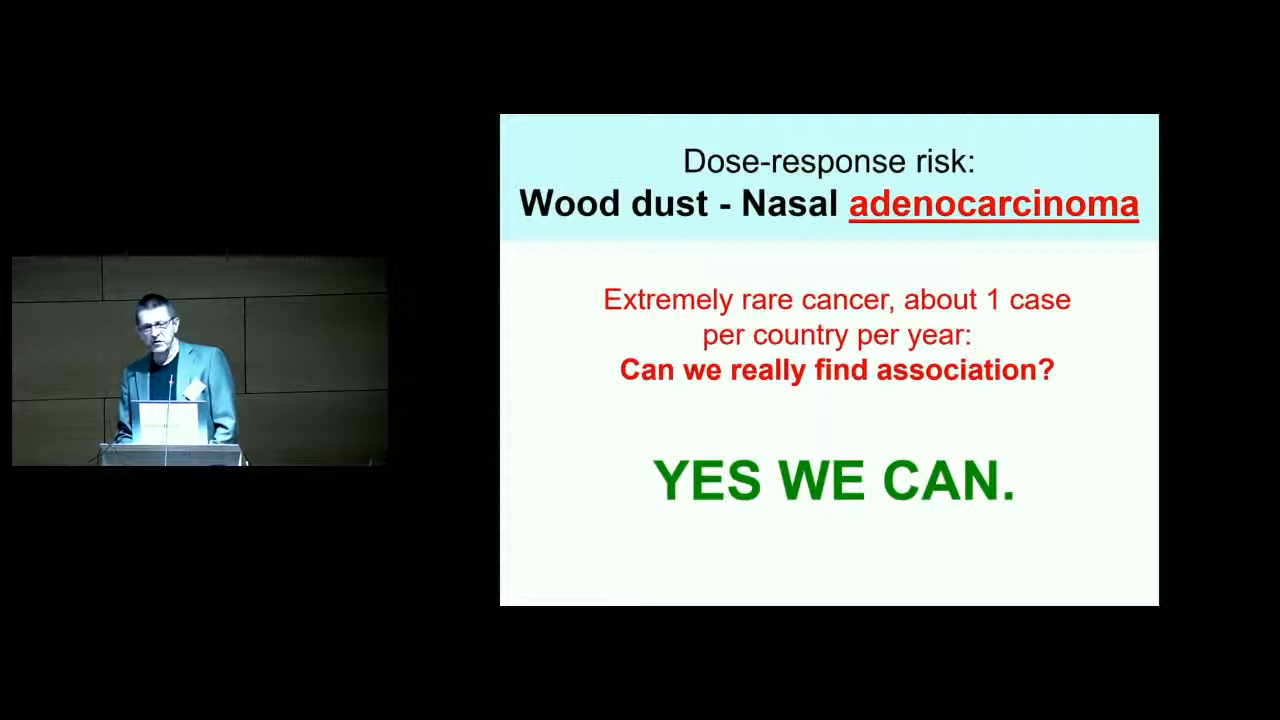 Dose-response risk:
Wood dust - Nasal adenocarcinoma
Extremely rare cancer, about 1 case
per country per year:
Can we really find association?
YES WE CAN.